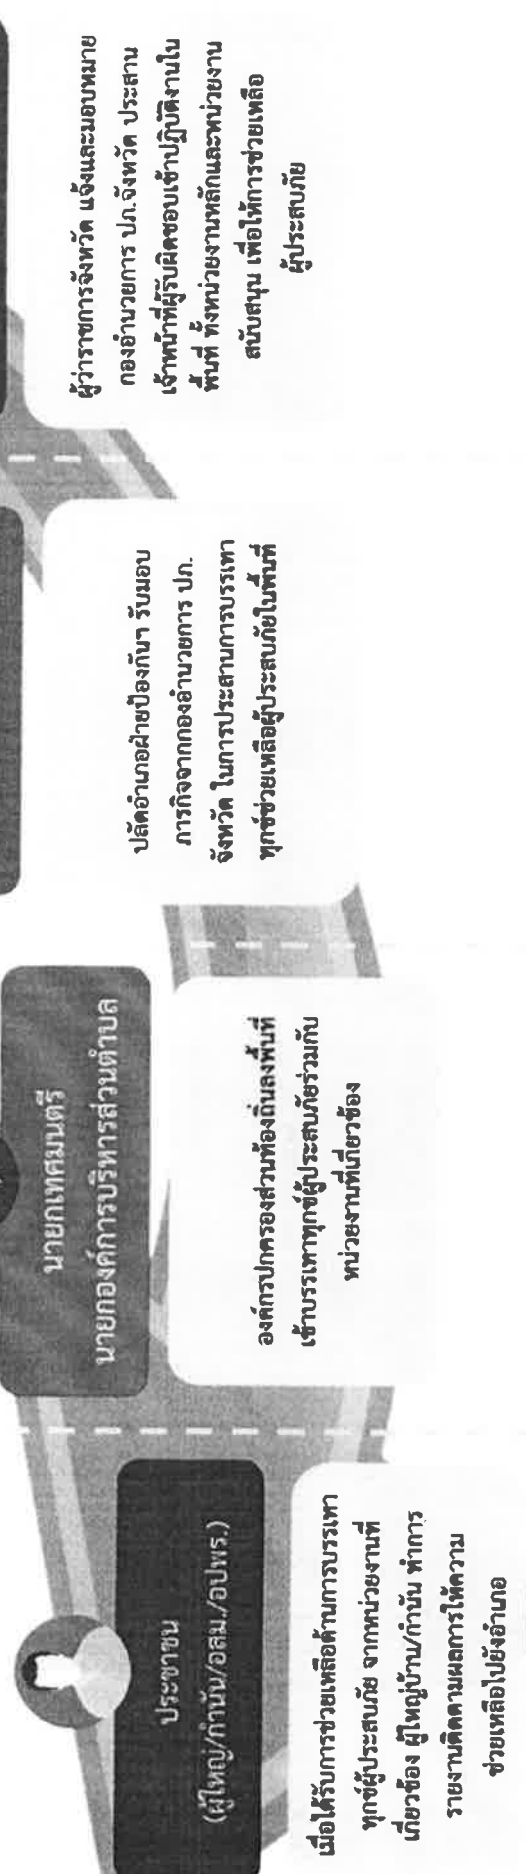 ประชาชน
(ผู้ใหญ่/กำนัน/อสม./อปพร.)
เมื่อได้รับการช่วยเหลือด้านการบรรเทา
ทุกข์ผู้ประสบภัย จากหน่วยงานที่
เกี่ยวข้อง ผู้ใหญ่บ้าน/กำนัน ทำการ
รายงานติดตามผลการให้ความ
ช่วยเหลือไปยังอำเภอ
นายกเทศมนตรี
นายกองค์การบริหารส่วนตำบล
องค์กรปกครองส่วนท้องถิ่นลงพื้นที่
เข้าบรรเทาทุกข์ผู้ประสบภัยร่วมกับ
หน่วยงานที่เกี่ยวข้อง
ปลัดอำเภอฝ่ายป้องกันฯ รับมอบ
ภารกิจจากกองอำนวยการ ปภ.
จังหวัด ในการประสานการบรรเทา
ทุกข์ช่วยเหลือผู้ประสบภัยในพื้นที่
ผู้ว่าราชการจังหวัด แจ้งและมอบหมาย
กองอำนวยการ ปภ.จังหวัด ประสาน
เจ้าหน้าที่ผู้รับผิดชอบเข้าปฏิบัติงานใน
พื้นที่ ทั้งหน่วยงานหลักและหน่วยงาน
สนับสนุน เพื่อให้การช่วยเหลือ
ผู้ประสบภัย